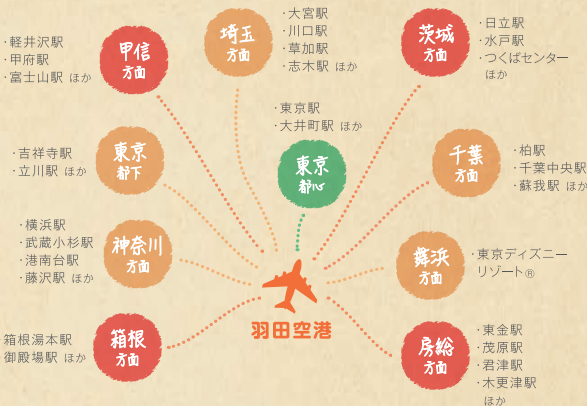 甲信
方面
・軽井沢駅
・甲府駅
・富士山駅 ほか
埼玉
方面
・大宮駅
・川口駅
・草加駅
・志木駅 ほか
茨城
方面
・日立駅
・水戸駅
・つくばセンター
ほか
東京
都下
・吉祥寺駅
・立川駅 ほか
東京
都心
・東京駅
・大井町駅 ほか
千葉
方面
・柏駅
・千葉中央駅
・蘇我駅 ほか
神奈川
方面
・横浜駅
・武蔵小杉駅
・港南台駅
・藤沢駅 ほか
舞浜
方面
・東京ディズニー
リゾート®
箱根
方面
箱根湯本駅
御殿場駅 ほか
羽田空港
房総
方面
・東金駅
・茂原駅
・君津駅
・木更津駅
ほか